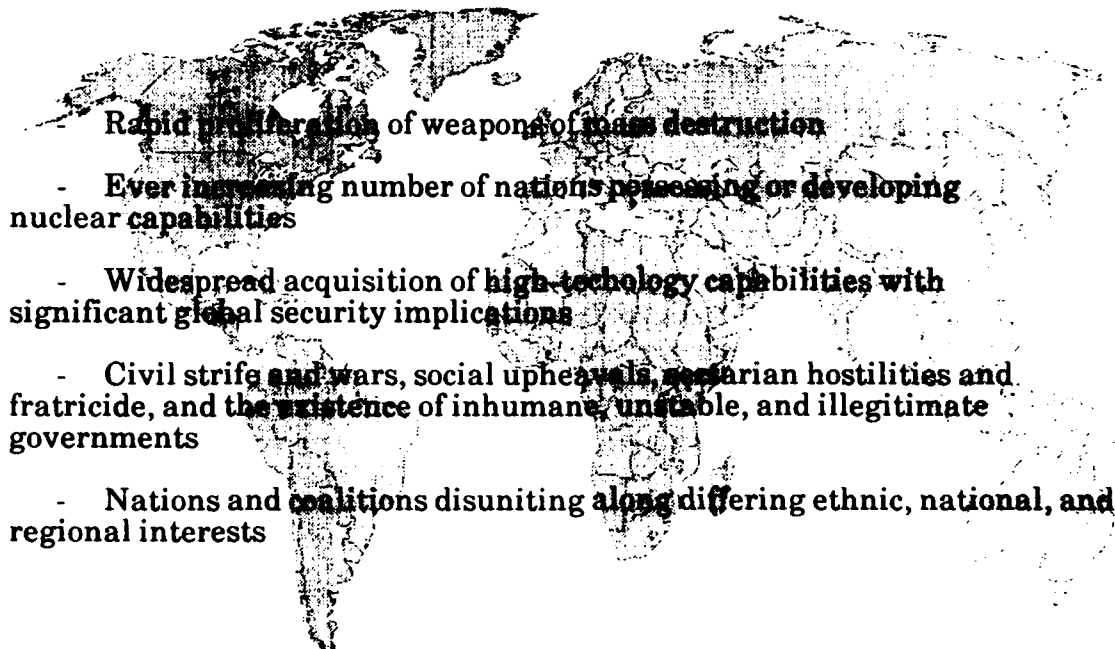 - Rapid proliferation of weapons of mass destruction
- Ever increasing number of nations possessing or developing
nuclear capabilities
- Widespread acquisition of high-techology capabilities with
significant global security implications
- Civil strife and wars, social upheavals, sectarian hostilities and
fratricide, and the existence of inhumane, unstable, and illegitimate
governments
- Nations and coalitions disuniting along differing ethnic, national, and
regional interests